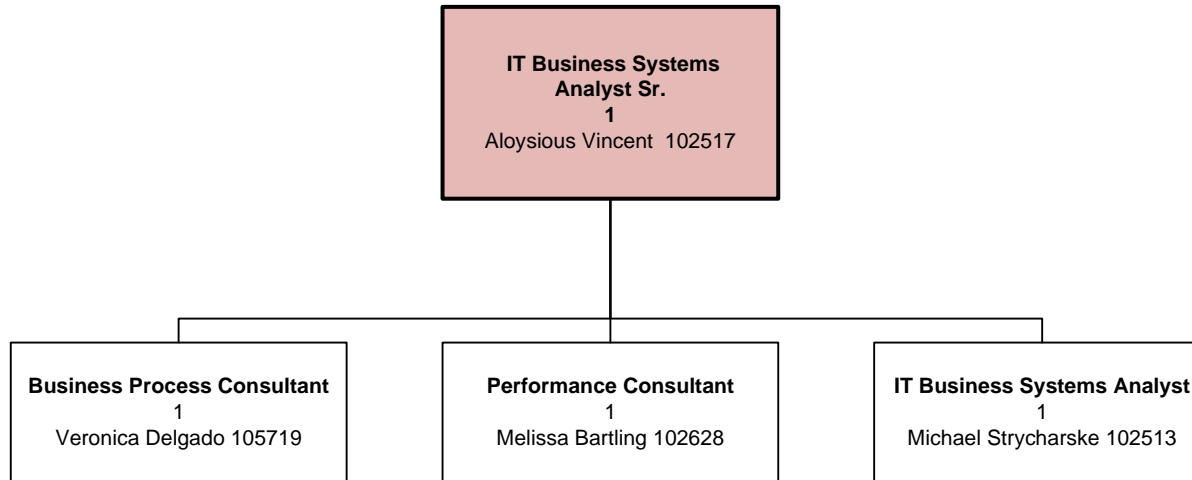 IT Business Systems
Analyst Sr.
1
Aloysious Vincent 102517
Business Process Consultant
1
Veronica Delgado 105719
Performance Consultant
1
Melissa Bartling 102628
IT Business Systems Analyst
1
Michael Strycharske 102513